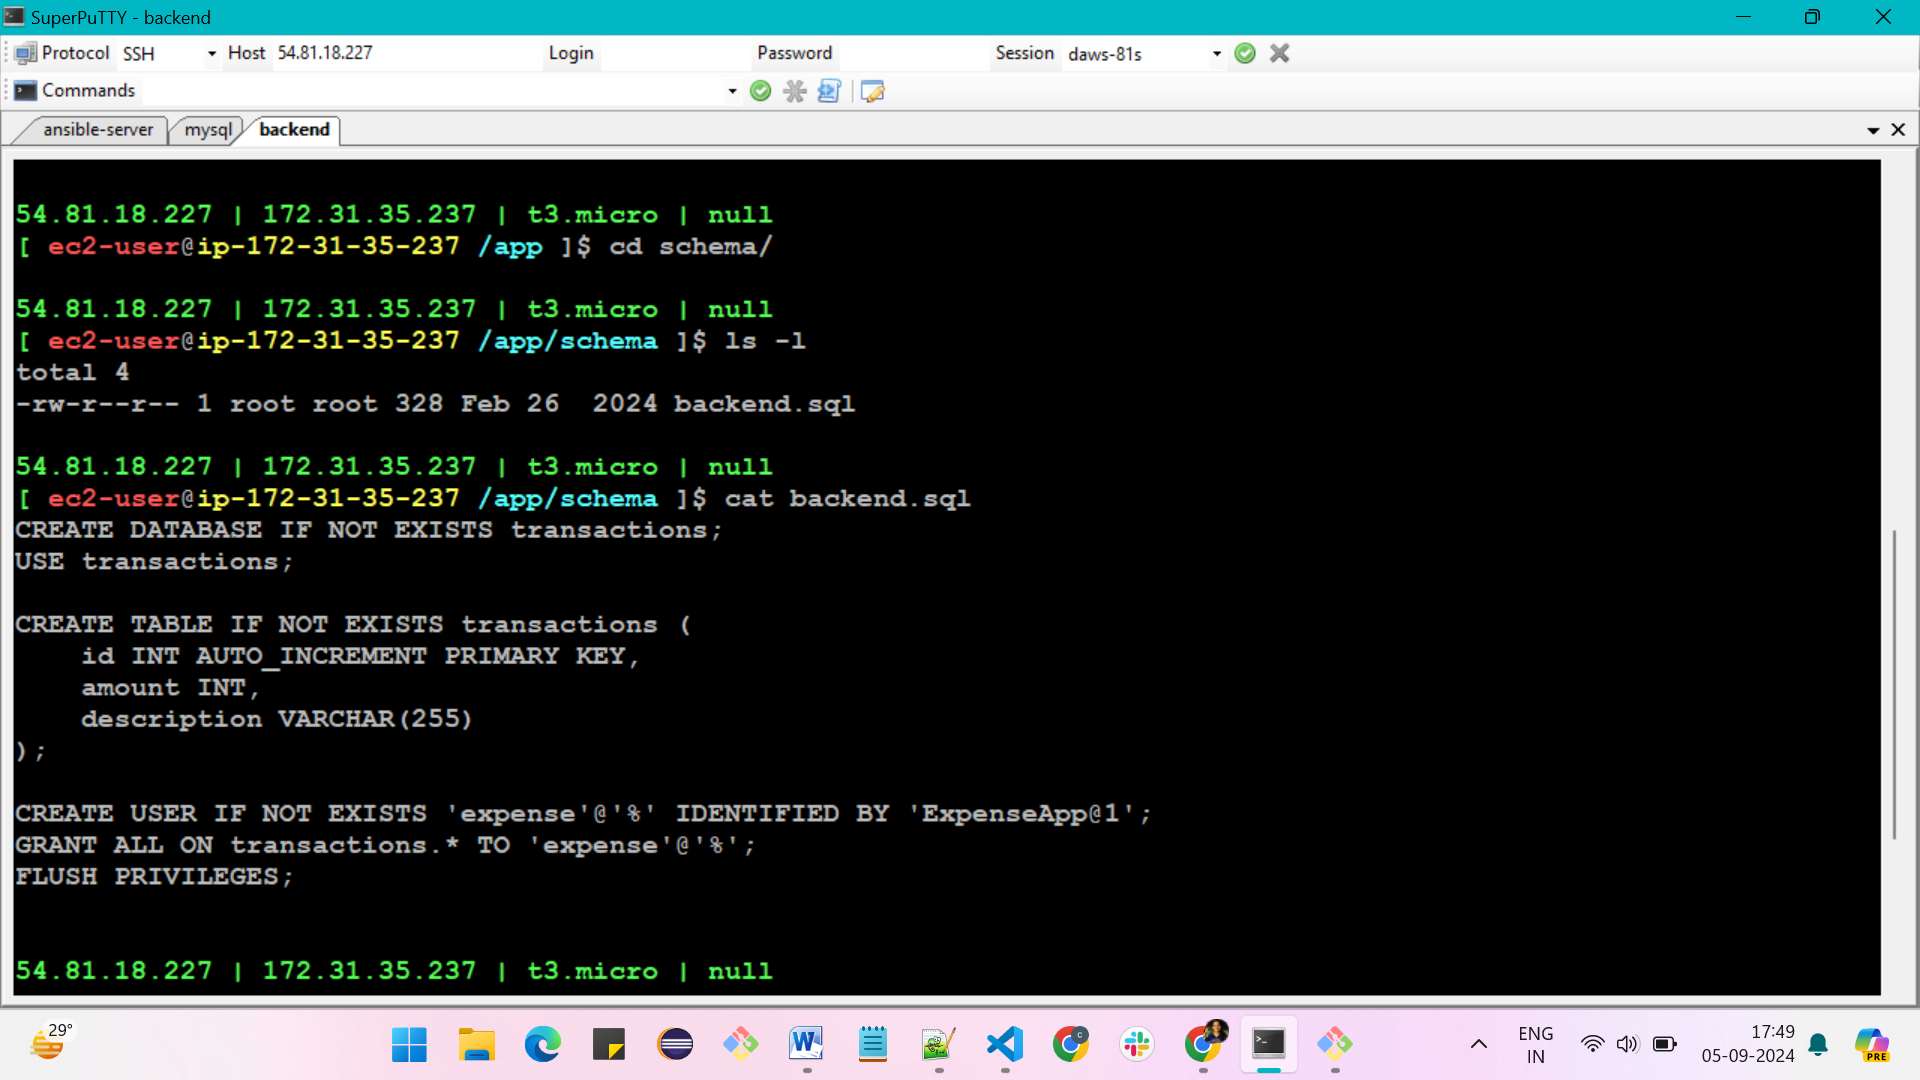 SuperPuTTY - backend
Protocol SSH Host 54.81.18.227 Login Password Session daws-81s
Commands
ansible-server mysql backend
54.81.18.227 | 172.31.35.237 | t3.micro | null
[ ec2-user@ip-172-31-35-237 /app ]$ cd schema/
54.81.18.227 | 172.31.35.237 | t3.micro | null
[ ec2-user@ip-172-31-35-237 /app/schema ]$ ls -l
total 4
-rw-r--r-- 1 root root 328 Feb 26  2024 backend.sql
54.81.18.227 | 172.31.35.237 | t3.micro | null
[ ec2-user@ip-172-31-35-237 /app/schema ]$ cat backend.sql
CREATE DATABASE IF NOT EXISTS transactions;
USE transactions;
CREATE TABLE IF NOT EXISTS transactions (
    id INT AUTO_INCREMENT PRIMARY KEY,
    amount INT,
    description VARCHAR(255)
);
CREATE USER IF NOT EXISTS 'expense'@'%' IDENTIFIED BY 'ExpenseApp@1';
GRANT ALL ON transactions.* TO 'expense'@'%';
FLUSH PRIVILEGES;
54.81.18.227 | 172.31.35.237 | t3.micro | null
29°
ENG
IN
17:49
05-09-2024
PRE